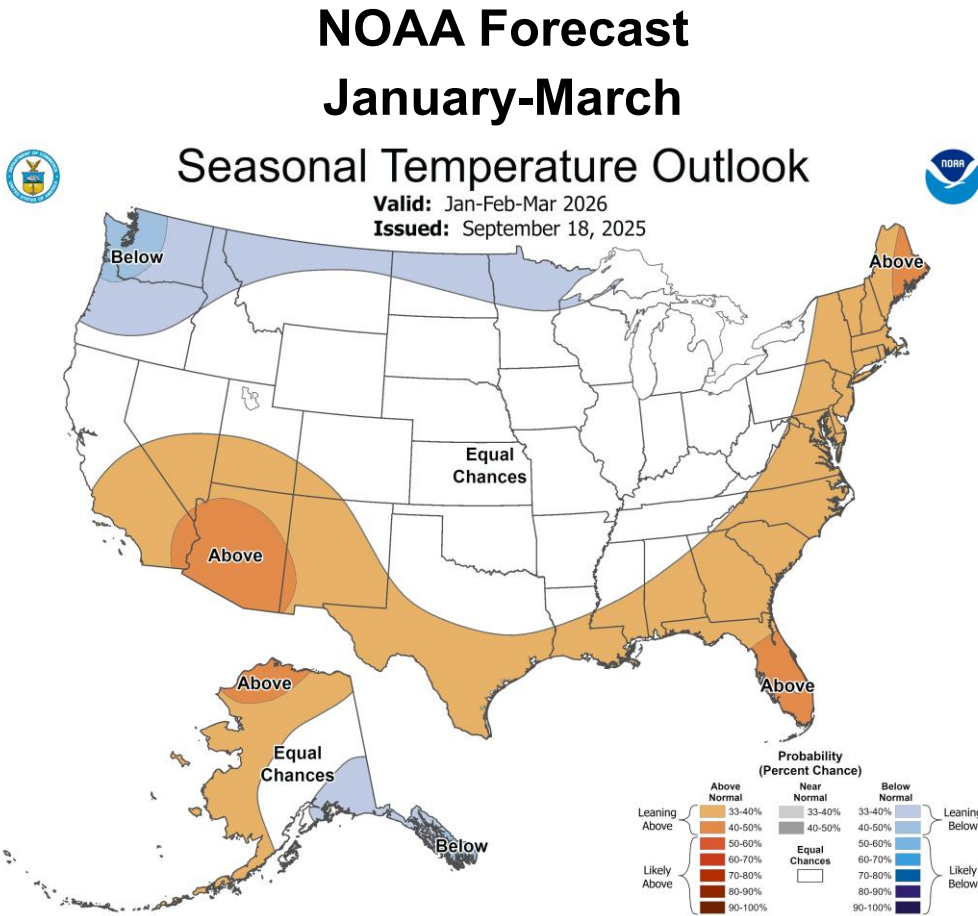 NOAA Forecast
January-March
Seasonal Temperature Outlook
NOAA
Valid: Jan-Feb-Mar 2026
Issued: September 18, 2025
Below
Above
Equal
Chances
Above
Above
Above
Equal
Chances
Below
Probability
(Percent Chance)
Above
Normal
Near
Normal
Below
Normal
Leaning
Above
33-40%
40-50%
Likely
Above
50-60%
60-70%
70-80%
80-90%
90-100%
33-40%
40-50%
Equal
Chances
33-40%
40-50%
Leaning
Below
50-60%
60-70%
70-80%
80-90%
90-100%
Likely
Below